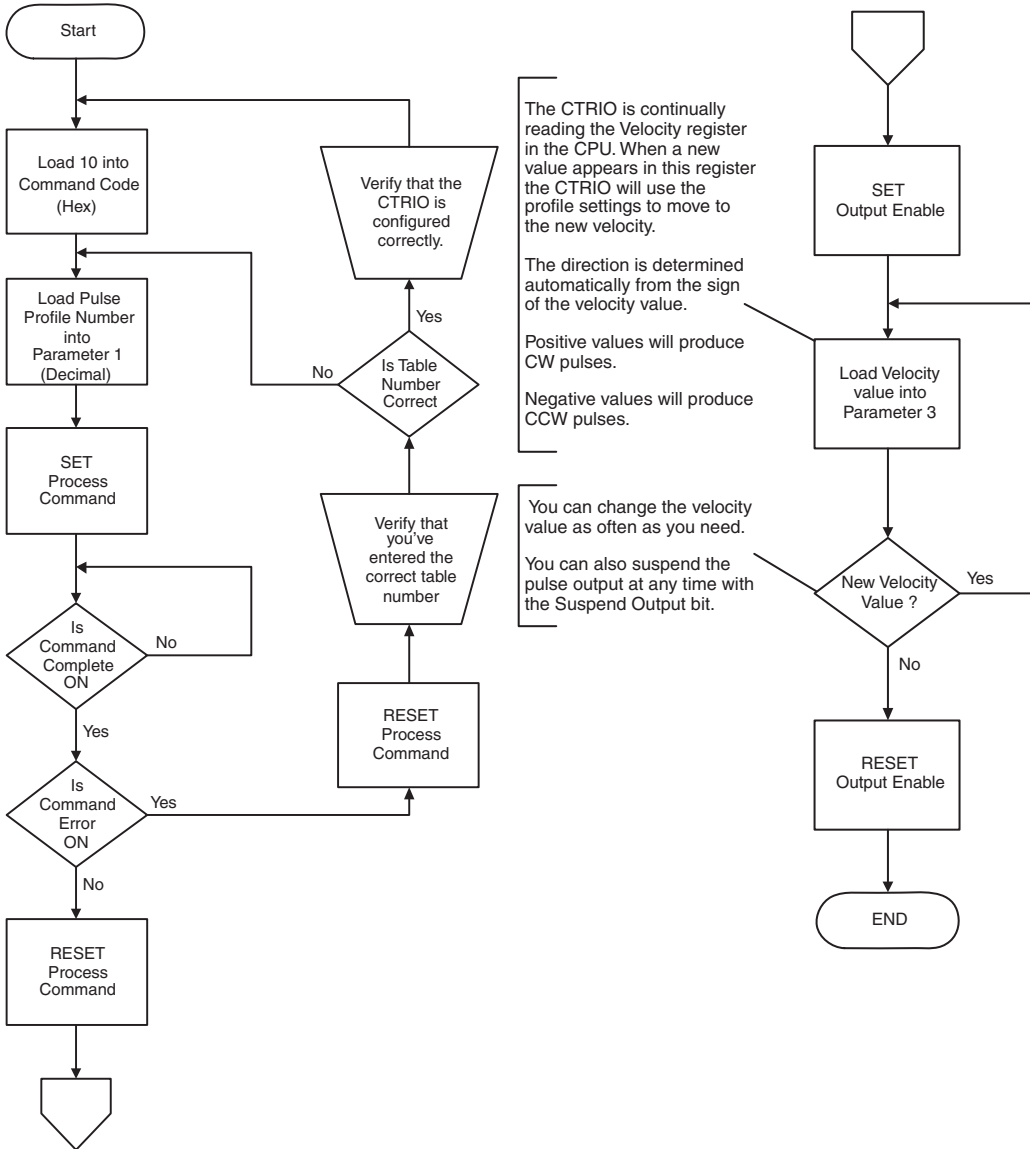 Start
Load 10 into
Command Code
(Hex)
Load Pulse
Profile Number
into
Parameter 1
(Decimal)
SET
Process
Command
Is
Command
Complete
ON
No
Yes
Is
Command
Error
ON
Yes
No
RESET
Process
Command
RESET
Process
Command
Verify that
you've
entered the
correct table
number
Is Table
Number
Correct
No
Yes
Verify that the
CTRIO is
configured
correctly.
The CTRIO is continually
reading the Velocity register
in the CPU. When a new
value appears in this register
the CTRIO will use the
profile settings to move to
the new velocity.
The direction is determined
automatically from the sign
of the velocity value.
Positive values will produce
CW pulses.
Negative values will produce
CCW pulses.
You can change the velocity
value as often as you need.
You can also suspend the
pulse output at any time with
the Suspend Output bit.
SET
Output Enable
Load Velocity
value into
Parameter 3
New Velocity
Value ?
Yes
No
RESET
Output Enable
END